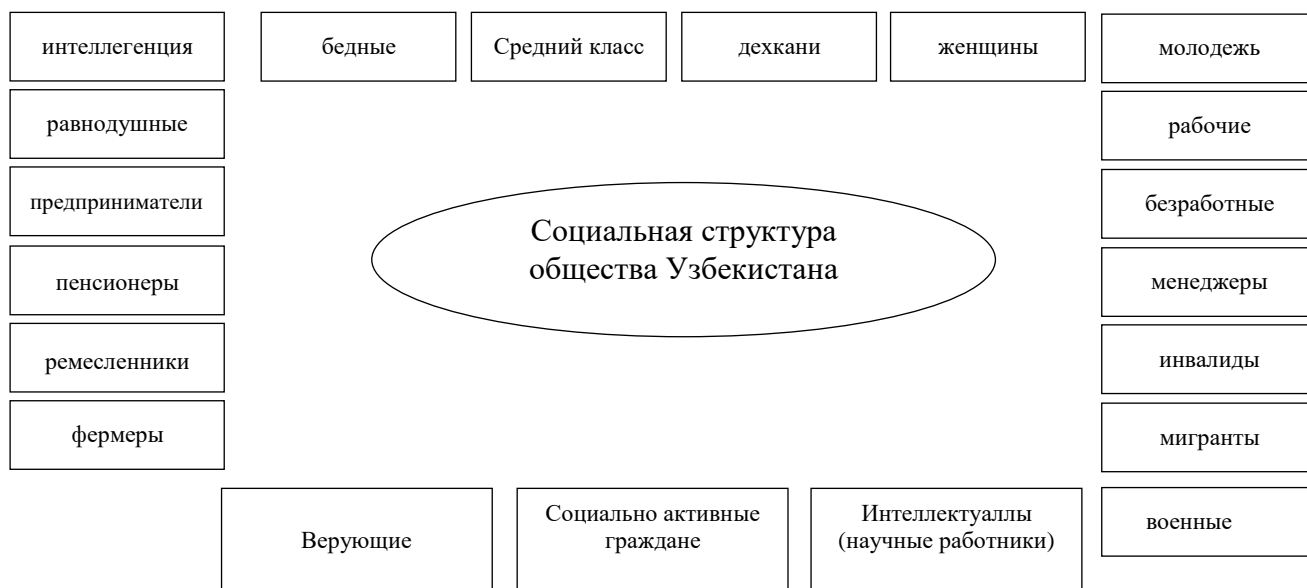 интеллегенция
бедные
Средний класс
дехкани
женщины
молодежь
равнодушные
рабочие
предприниматели
безработные
Социальная структура
общества Узбекистана
пенсионеры
менеджеры
ремесленники
инвалиды
фермеры
мигранты
Верующие
Социально активные
граждане
Интеллектуаллы
(научные работники)
военные